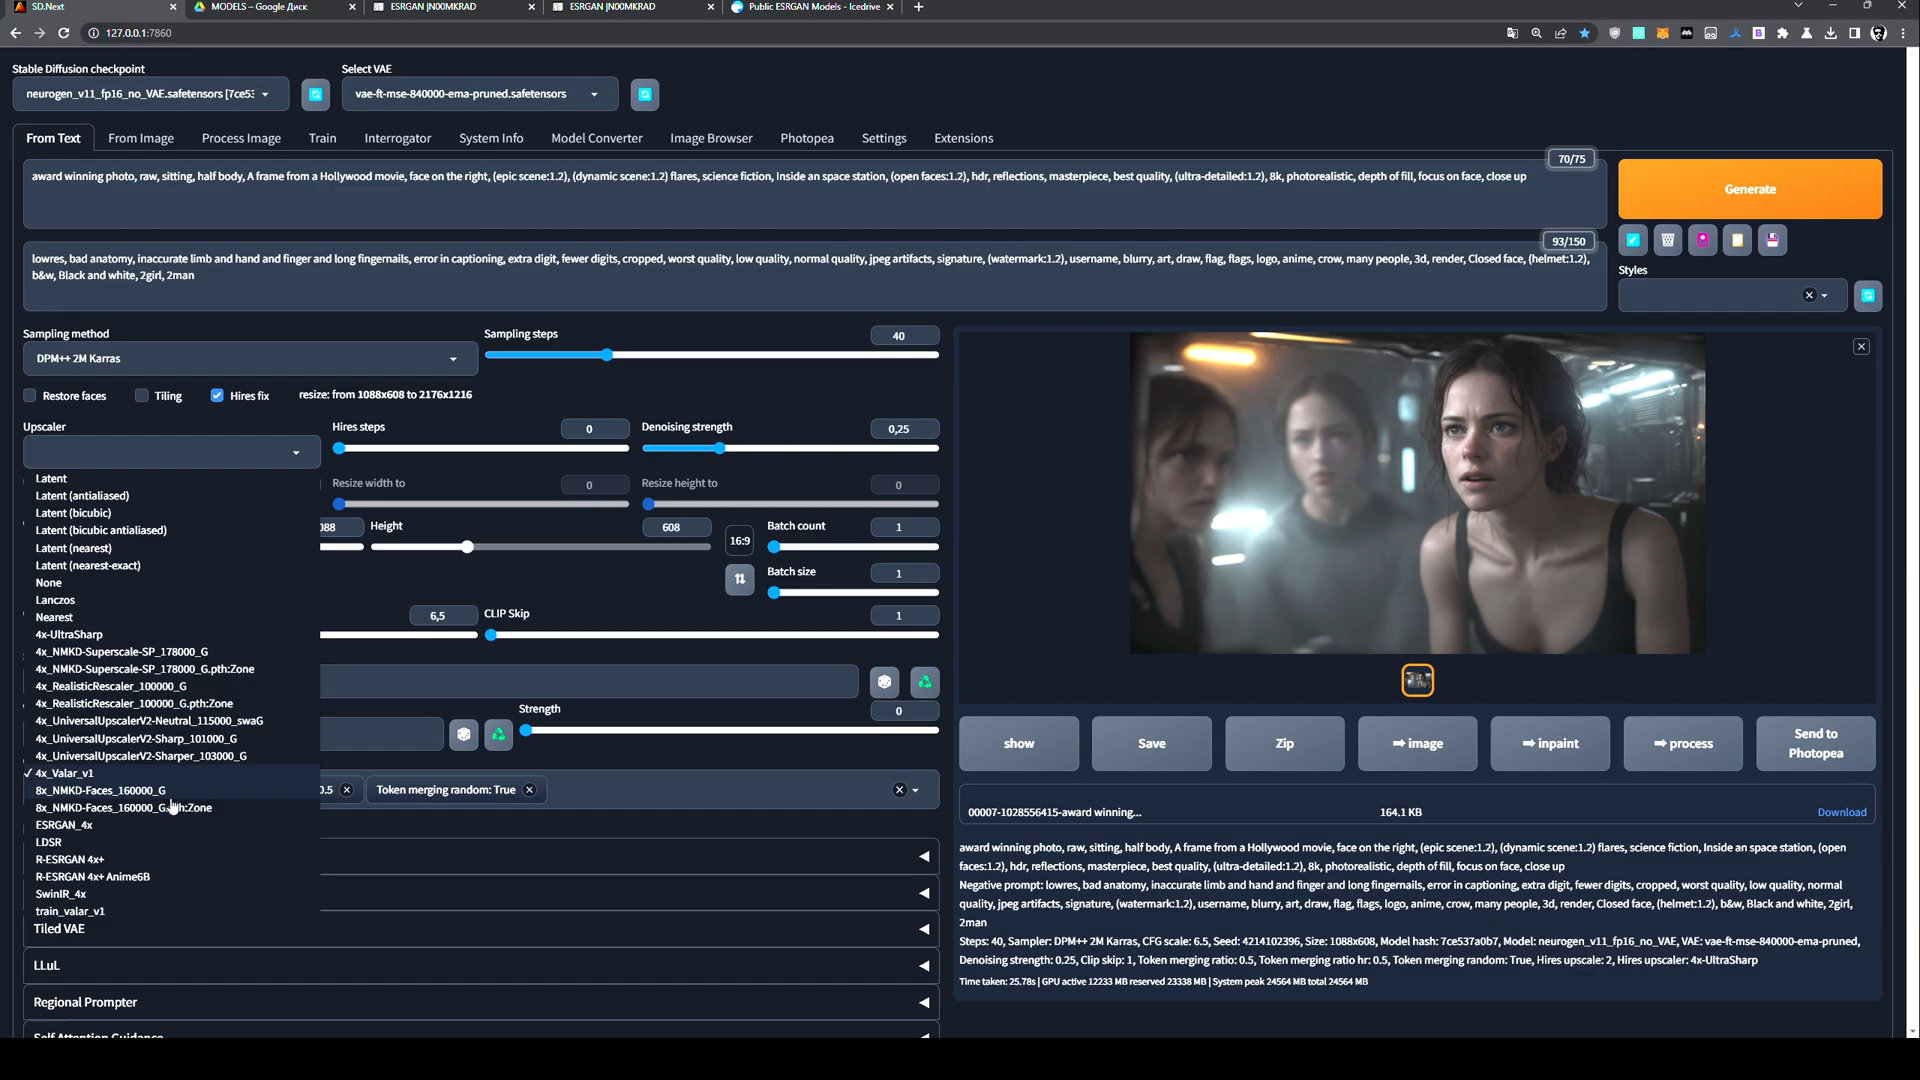 SD.Next
MODELS – Google Диск
ESRGAN |N00MKRAD
ESRGAN |N00MKRAD
Public ESRGAN Models - Icedrive
127.0.0.1:7860
Stable Diffusion checkpoint
Select VAE
neurogen_v11_fp16_no_VAE.safetensors [7ce53
vae-ft-mse-840000-ema-pruned.safetensors
From Text
From Image
Process Image
Train
Interrogator
System Info
Model Converter
Image Browser
Photopea
Settings
Extensions
70/75
award winning photo, raw, sitting, half body, A frame from a Hollywood movie, face on the right, (epic scene:1.2), (dynamic scene:1.2) flares, science fiction, Inside an space station, (open faces:1.2), hdr, reflections, masterpiece, best quality, (ultra-detailed:1.2), 8k, photorealistic, depth of fill, focus on face, close up
Generate
93/150
lowres, bad anatomy, inaccurate limb and hand and finger and long fingernails, error in captioning, extra digit, fewer digits, cropped, worst quality, low quality, normal quality, jpeg artifacts, signature, (watermark:1.2), username, blurry, art, draw, flag, flags, logo, anime, crow, many people, 3d, render, Closed face, (helmet:1.2),
b&w, Black and white, 2girl, 2man
Styles
Sampling method
Sampling steps
40
DPM++ 2M Karras
Restore faces
Tiling
Hires fix
resize: from 1088x608 to 2176x1216
Upscaler
Hires steps
0
Denoising strength
0,25
Latent
Latent (antialiased)
Latent (bicubic)
Latent (bicubic antialiased)
Latent (nearest)
Latent (nearest-exact)
None
Lanczos
Nearest
4x-UltraSharp
4x_NMKD-Superscale-SP_178000_G
4x_NMKD-Superscale-SP_178000_G.pth:Zone
4x_RealisticRescaler_100000_G
4x_RealisticRescaler_100000_G.pth:Zone
4x_UniversalUpscalerV2-Neutral_115000_swaG
4x_UniversalUpscalerV2-Sharp_101000_G
4x_UniversalUpscalerV2-Sharper_103000_G
4x_Valar_v1
8x_NMKD-Faces_160000_G
8x_NMKD-Faces_160000_G.pth:Zone
ESRGAN_4x
LDSR
R-ESRGAN 4x+
R-ESRGAN 4x+ Anime6B
SwinIR_4x
train_valar_v1
Resize width to
0
Resize height to
0
088
Height
608
16:9
Batch count
1
Batch size
1
6,5
CLIP Skip
1
Strength
0
0.5
Token merging random: True
Tiled VAE
LLuL
Regional Prompter
Self Attention Guidance
show
Save
Zip
➡ image
➡ inpaint
➡ process
Send to
Photopea
00007-1028556415-award winning...
164.1 KB
Download
award winning photo, raw, sitting, half body, A frame from a Hollywood movie, face on the right, (epic scene:1.2), (dynamic scene:1.2) flares, science fiction, Inside an space station, (open
faces:1.2), hdr, reflections, masterpiece, best quality, (ultra-detailed:1.2), 8k, photorealistic, depth of fill, focus on face, close up
Negative prompt: lowres, bad anatomy, inaccurate limb and hand and finger and long fingernails, error in captioning, extra digit, fewer digits, cropped, worst quality, low quality, normal
quality, jpeg artifacts, signature, (watermark:1.2), username, blurry, art, draw, flag, flags, logo, anime, crow, many people, 3d, render, Closed face, (helmet:1.2), b&w, Black and white, 2girl,
2man
Steps: 40, Sampler: DPM++ 2M Karras, CFG scale: 6.5, Seed: 4214102396, Size: 1088x608, Model hash: 7ce537a0b7, Model: neurogen_v11_fp16_no_VAE, VAE: vae-ft-mse-840000-ema-pruned,
Denoising strength: 0.25, Clip skip: 1, Token merging ratio: 0.5, Token merging ratio hr: 0.5, Token merging random: True, Hires upscale: 2, Hires upscaler: 4x-UltraSharp
Time taken: 25.78s | GPU active 12233 MB reserved 23338 MB | System peak 24564 MB total 24564 MB